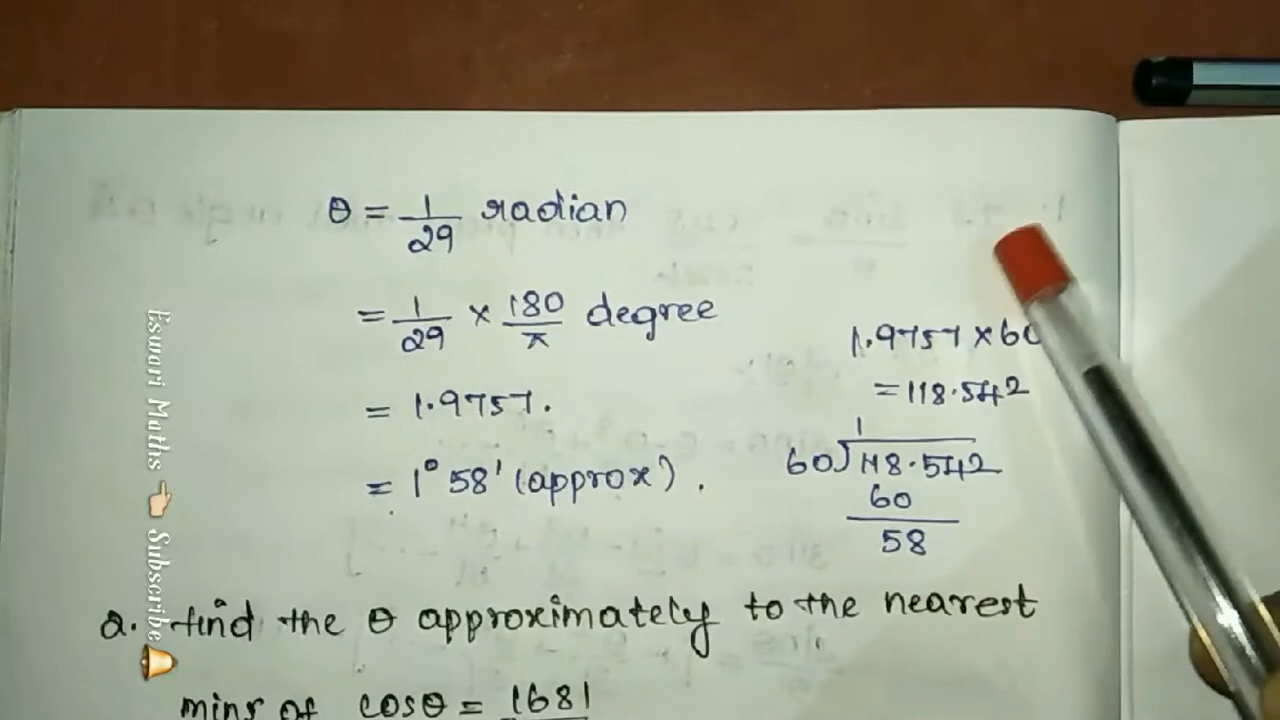 θ = 1/29 radian
= 1/29 × 180/π degree
= 1.9757.
= 1° 58' (approx).
1.9757 × 60
= 118.542
1
60)118.542
60
58
2. find the θ approximately to the nearest
mins of cosθ = 1681
Eswari Maths 👈🏻 Subscribe 🔔